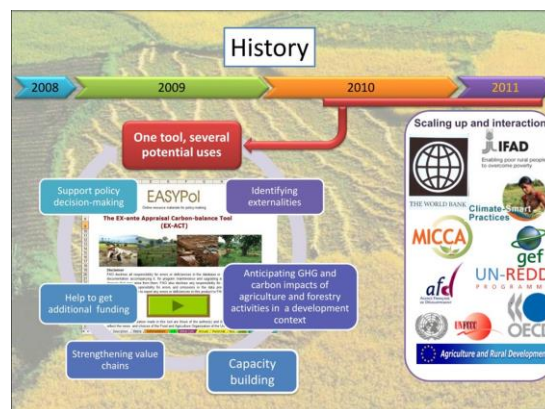 History
2008
2009
2010
2011
One tool, several
potential uses
Support policy
decision-making
EASYPol
Identifying
externalities
The EX-ante Appraisal Carbon-balance Tool
(EX-ACT)
Help to get
additional funding
Anticipating GHG and
carbon impacts of
agriculture and forestry
activities in a development
context
Strengthening value
chains
Capacity
building
Scaling up and interaction
IFAD
Enabling poor rural people
to overcome poverty
THE WORLD BANK
Climate-Smart
Practices
MICCA
gef
UN-REDD
PROGRAMME
afd
UNFCCC
OECD
Agriculture and Rural Development